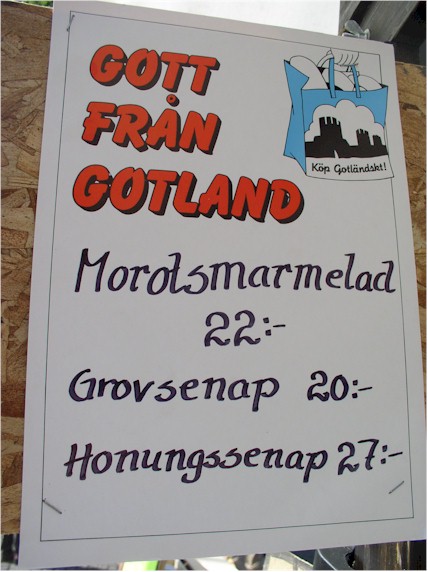 GOTT
FRÅN
GOTLAND
Köp Gotländskt!
Morotsmarmelad
22:-
Grovsenap 20:-
Honungssenap 27:-